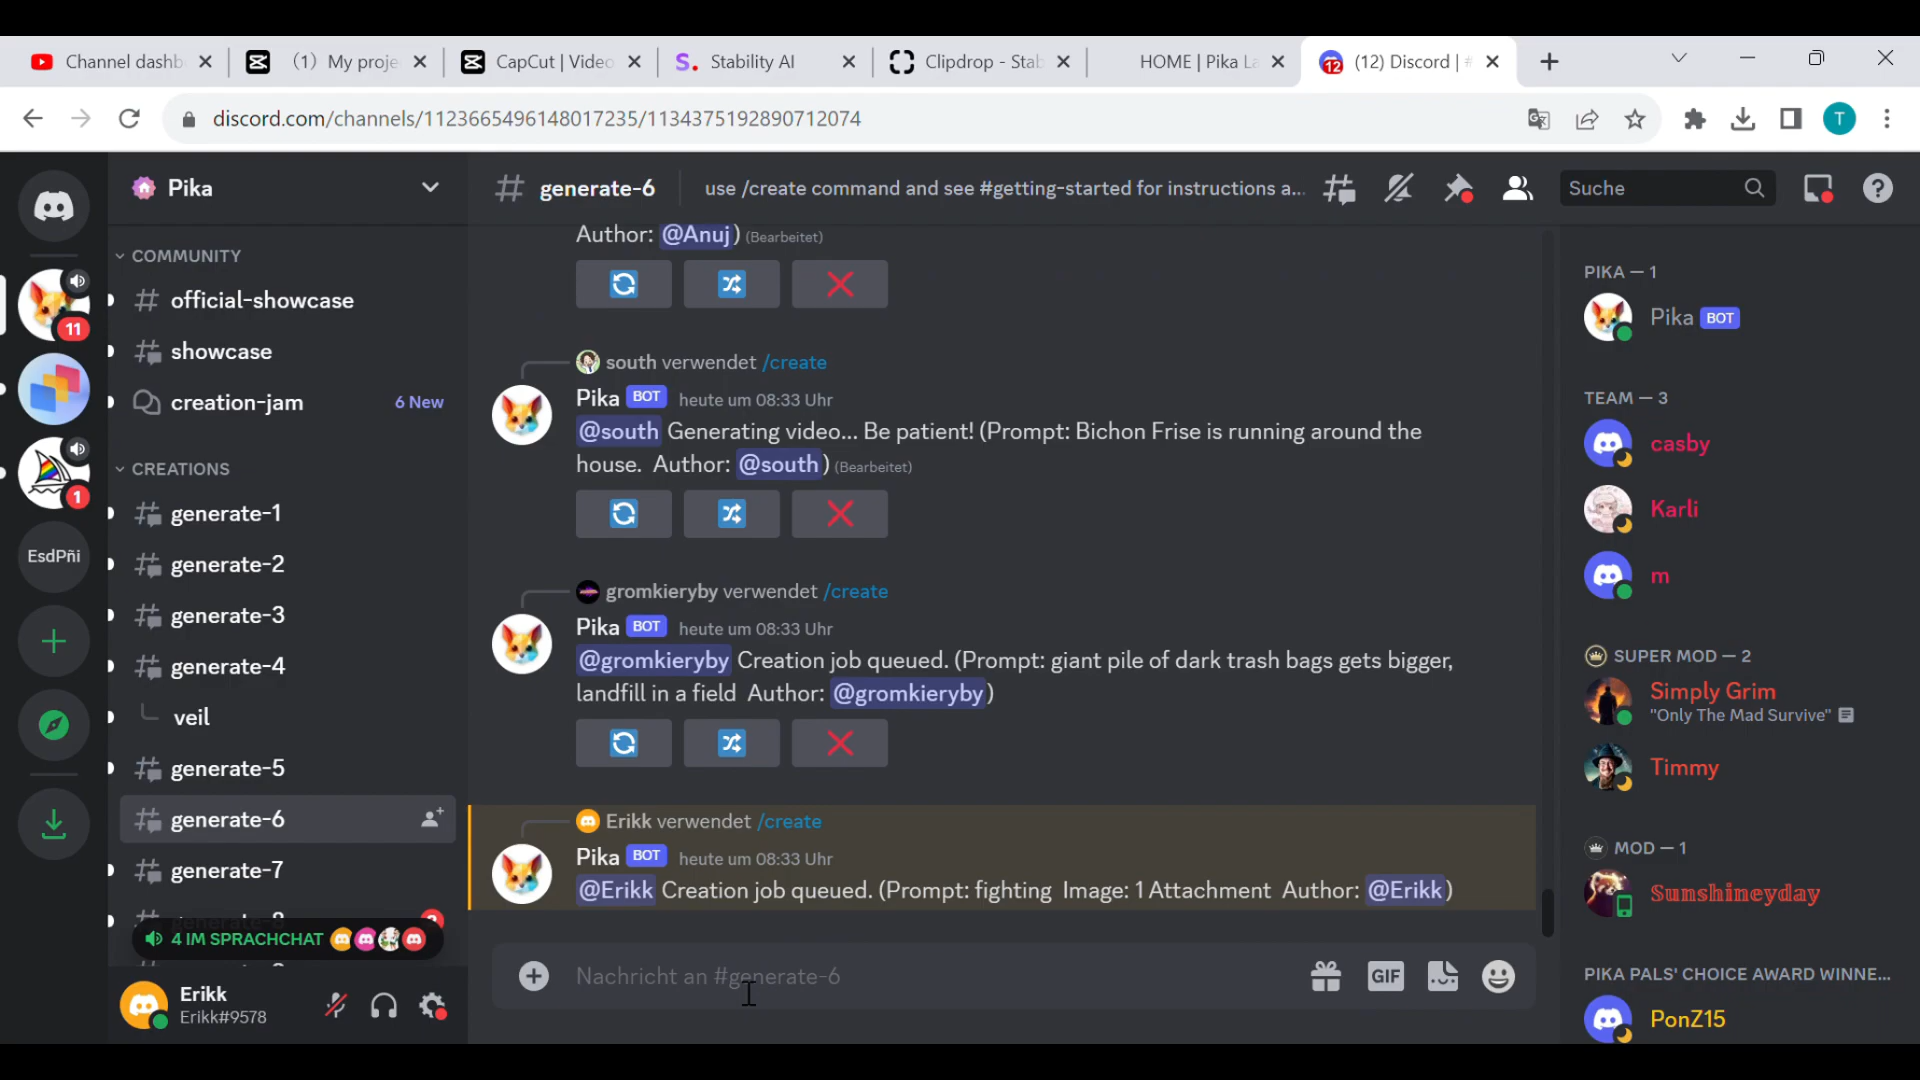 Channel dashb
(1) My proje
CapCut | Video
Stability AI
Clipdrop - Stab
HOME | Pika La
(12) Discord | #
discord.com/channels/1123665496148017235/1134375192890712074
T
Pika
generate-6
use /create command and see #getting-started for instructions a...
Suche
COMMUNITY
official-showcase
showcase
creation-jam 6 New
CREATIONS
generate-1
generate-2
generate-3
generate-4
veil
generate-5
generate-6
generate-7
4 IM SPRACHCHAT
Erikk
Erikk#9578
11
1
EsdPñi
Author: @Anuj) (Bearbeitet)
south verwendet /create
Pika BOT heute um 08:33 Uhr
@south Generating video... Be patient! (Prompt: Bichon Frise is running around the
house. Author: @south) (Bearbeitet)
gromkieryby verwendet /create
Pika BOT heute um 08:33 Uhr
@gromkieryby Creation job queued. (Prompt: giant pile of dark trash bags gets bigger,
landfill in a field Author: @gromkieryby)
Erikk verwendet /create
Pika BOT heute um 08:33 Uhr
@Erikk Creation job queued. (Prompt: fighting Image: 1 Attachment Author: @Erikk)
Nachricht an #generate-6
GIF
PIKA — 1
Pika BOT
TEAM — 3
casby
Karli
m
SUPER MOD — 2
Simply Grim
"Only The Mad Survive"
Timmy
MOD — 1
Sunshineyday
PIKA PALS' CHOICE AWARD WINNE...
PonZ15